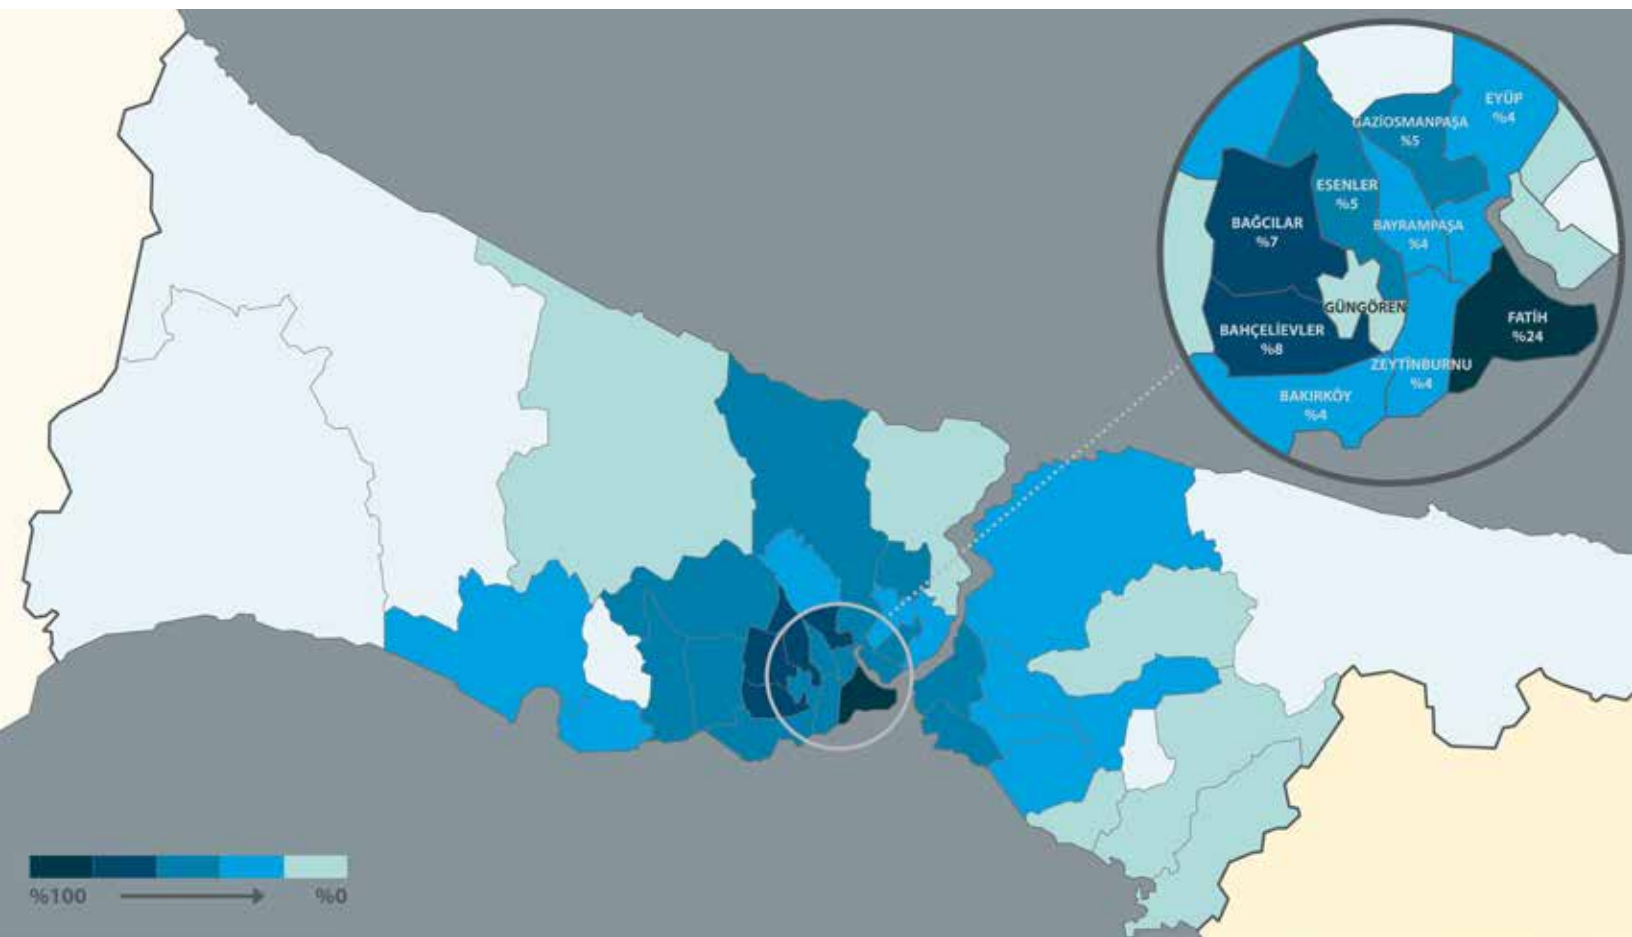 EYÜP
%4
GAZİOSMANPAŞA
%5
ESENLER
%5
BAĞCILAR
%7
BAYRAMPAŞA
%4
GÜNGÖREN
FATİH
%24
BAHÇELİEVLER
%8
ZEYTİNBURNU
%4
BAKIRKÖY
%4
%100
%0